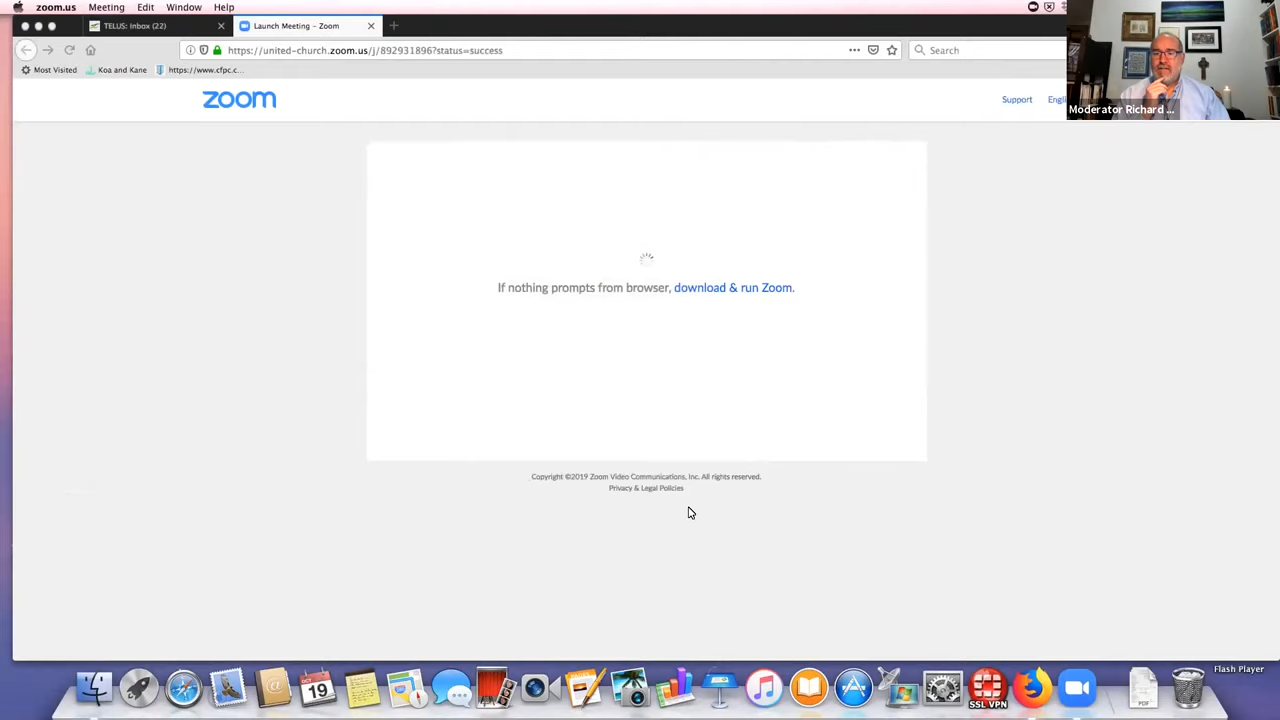 zoom.us Meeting Edit Window Help
TELUS: Inbox (22)
Launch Meeting - Zoom
https://united-church.zoom.us/j/892931896?status=success
Search
Most Visited Koa and Kane https://www.cfpc.c...
zoom
Support Engli
Moderator Richard ...
If nothing prompts from browser, download & run Zoom.
Copyright ©2019 Zoom Video Communications, Inc. All rights reserved.
Privacy & Legal Policies
Flash Player
OCT
19
SSL VPN
PDF